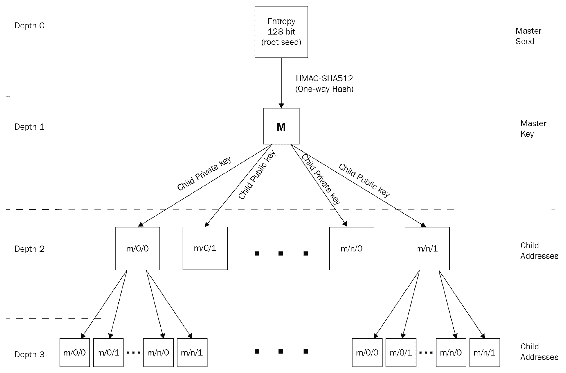 Depth 0
Entropy
128 bit
(root seed)
Master
Seed
HMAC-SHA512
(One-way Hash)
Depth 1
M
Master
Key
Child Private key
Child Public key
Child Private key
Child Public key
Depth 2
m/0/0
m/0/1
m/n/0
m/n/1
Child
Addresses
Depth 3
m/0/0
m/0/1
m/n/0
m/n/1
m/0/0
m/0/1
m/n/0
m/n/1
Child
Addresses